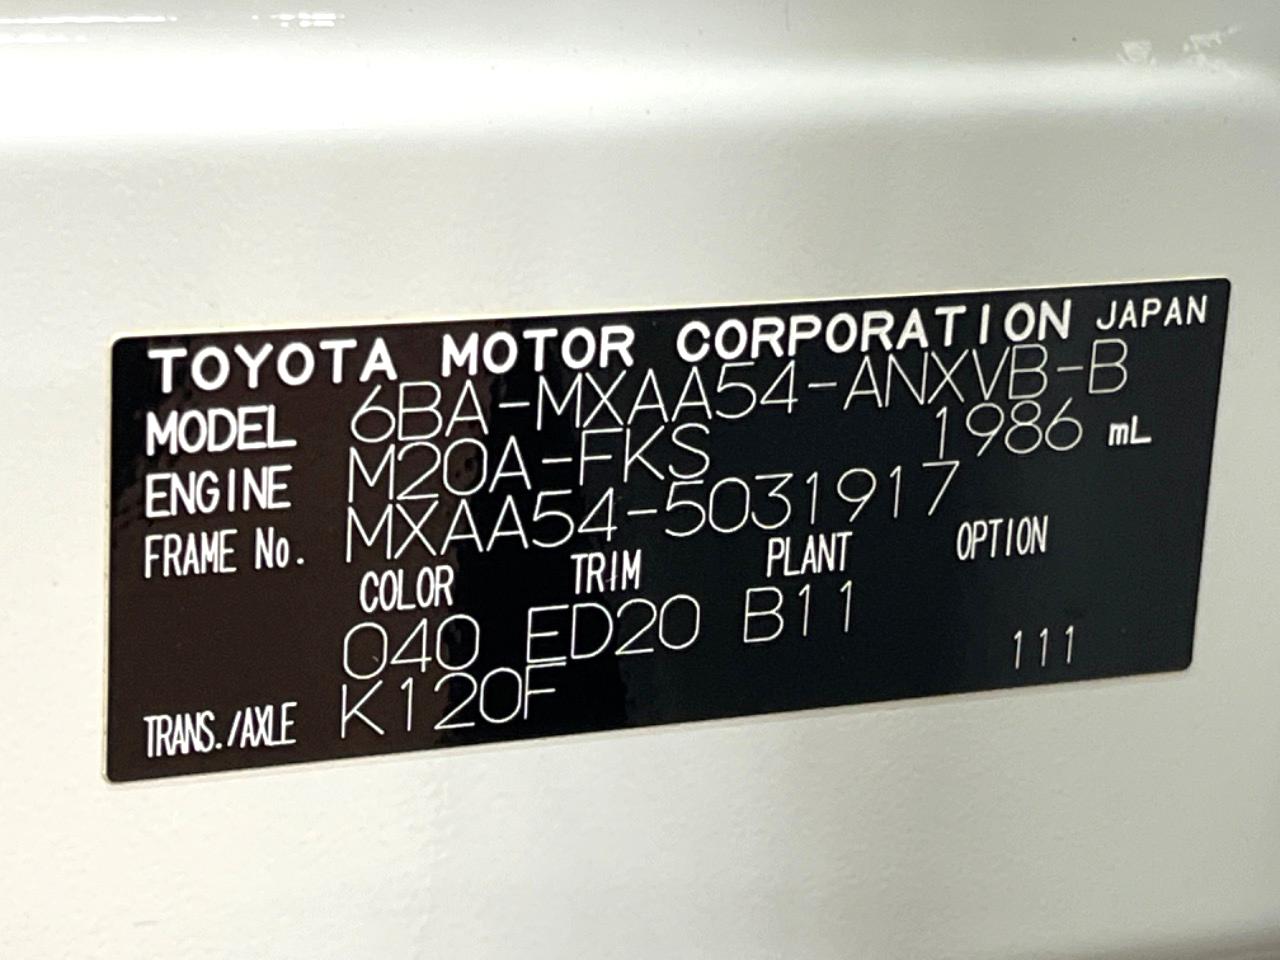 TOYOTA MOTOR CORPORATION JAPAN
MODEL 6BA-MXAA54-ANXVB-B
ENGINE M20A-FKS 1986 mL
FRAME No. MXAA54-5031917
COLOR TRIM PLANT OPTION
040 ED20 B11
111
TRANS./AXLE K120F